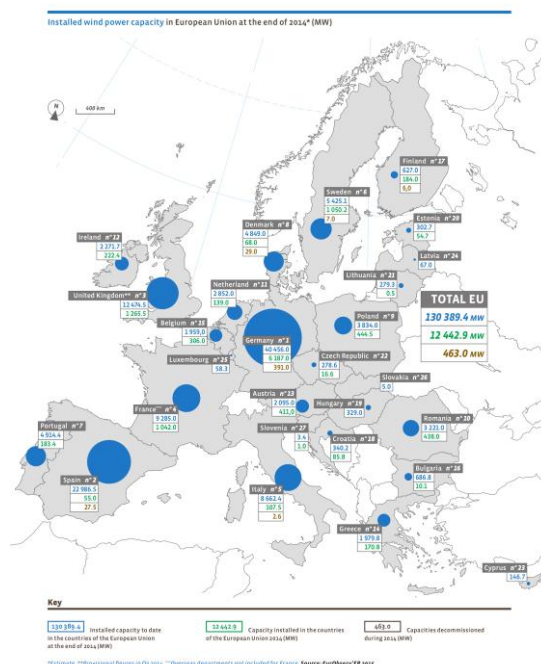 Installed wind power capacity in European Union at the end of 2014* (MW)
N
400 km
Finland n°17
627.0
184.0
6,0
Sweden n°6
5 425.1
1 050.2
7.0
Estonia n°20
302.7
54.7
Denmark n°8
4 849.0
68.0
29.0
Latvia n°24
67.0
Ireland n°12
2 271.7
222.4
Lithuania n°21
279.3
0.5
Netherland n°11
2 852.0
139.0
United Kingdom** n°3
12 474.5
2 265.5
TOTAL EU
130 389.4 MW
12 442.9 MW
463.0 MW
Poland n°9
3 834.0
444.5
Belgium n°15
1 959,0
306.0
Germany n°1
40 456.0
6 187.0
391.0
Czech Republic n°22
278.6
16.6
Luxembourg n°25
58.3
Slovakia n°26
5.0
Austria n°13
2 095.0
411,0
Hungary n°19
329.0
France n°4
9 285.0
1 042.0
Slovenia n°27
3.4
1.0
Croatia n°18
340.2
85.8
Romania n°10
3 221.0
438.0
Portugal n°7
4 914.4
183.4
Bulgaria n°16
686.8
10.1
Spain n°2
22 986.5
55.0
27.5
Italy n°5
8 662.4
107.5
2.6
Greece n°14
1 979.8
170.8
Cyprus n°23
146.7
Key
130 389.4 Installed capacity to date
in the countries of the European Union
at the end of 2014 (MW)
12 442.9 Capacity installed in the countries
of the European Union 2014 (MW)
463.0 Capacities decommissioned
during 2014 (MW)
Source: EurObserv'ER 2015